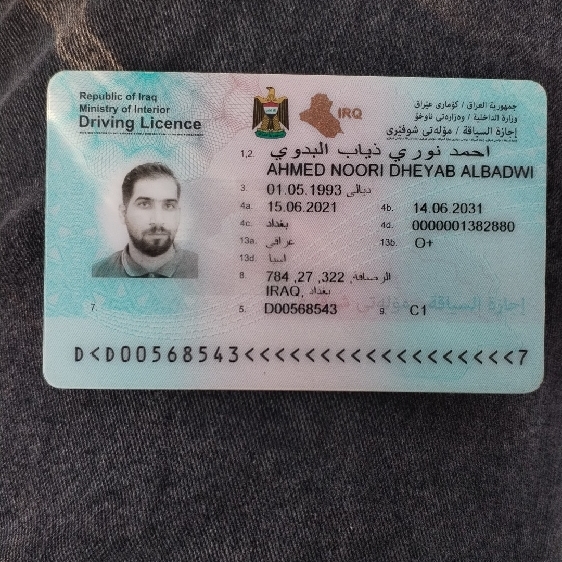 Republic of Iraq
Ministry of Interior
Driving Licence
IRQ
جمهورية العراق / كۆماری عێراق
وزارة الداخلية / وەزارەتی ناوخۆ
إجازة السياقة / مۆڵەتی شوفێری
1,2. احمد نوري ذياب البدوي
AHMED NOORI DHEYAB ALBADWI
3. 01.05.1993 ديالى
4a. 15.06.2021 4b. 14.06.2031
4c. بغداد 4d. 0000001382880
13a. عراقي 13b. O+
13d. اسيا
8. الرصافة, 322, 27, 784
IRAQ, بغداد
7. 5. D00568543 9. C1
إجازة السياقة / مۆڵەتی
D<D00568543<<<<<<<<<<<<<<<<<<<7